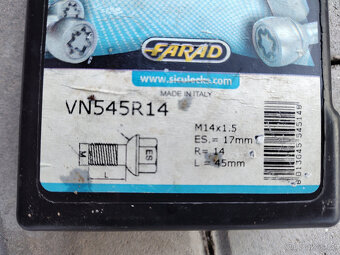 FARAD
www.siculocks.com
MADE IN ITALY
VN545R14
M14x1.5
ES.= 17mm
R= 14
L= 45mm
M
ES
L